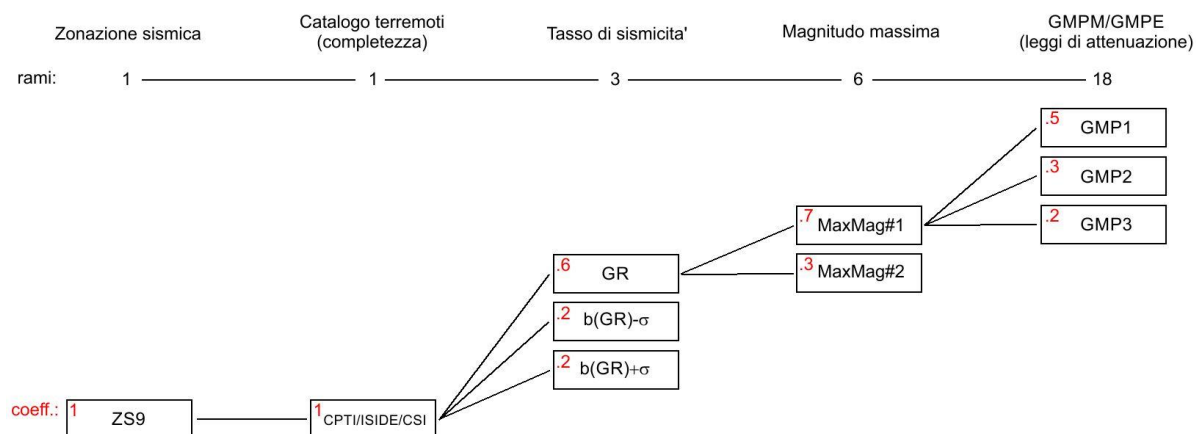 Zonazione sismica
Catalogo terremoti
(completezza)
Tasso di sismicita'
Magnitudo massima
GMPM/GMPE
(leggi di attenuazione)
rami: 1 1 3 6 18
.5 GMP1
.3 GMP2
.7 MaxMag#1
.2 GMP3
.6 GR
.3 MaxMag#2
.2 b(GR)-σ
.2 b(GR)+σ
coeff.: 1 ZS9
1 CPTI/ISIDE/CSI